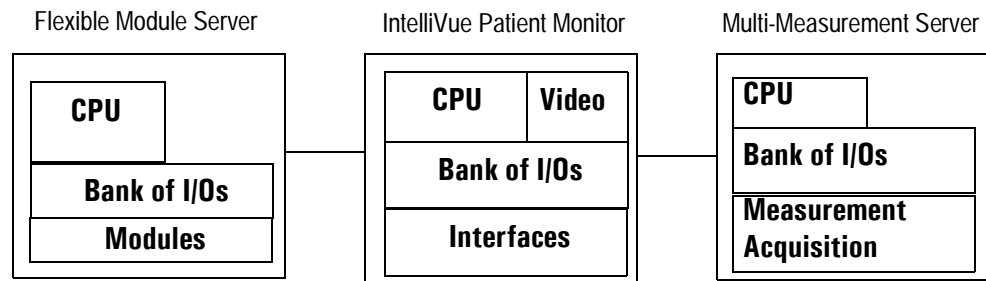 Flexible Module Server
IntelliVue Patient Monitor
Multi-Measurement Server
CPU
Bank of I/Os
Modules
CPU
Video
Bank of I/Os
Interfaces
CPU
Bank of I/Os
Measurement
Acquisition